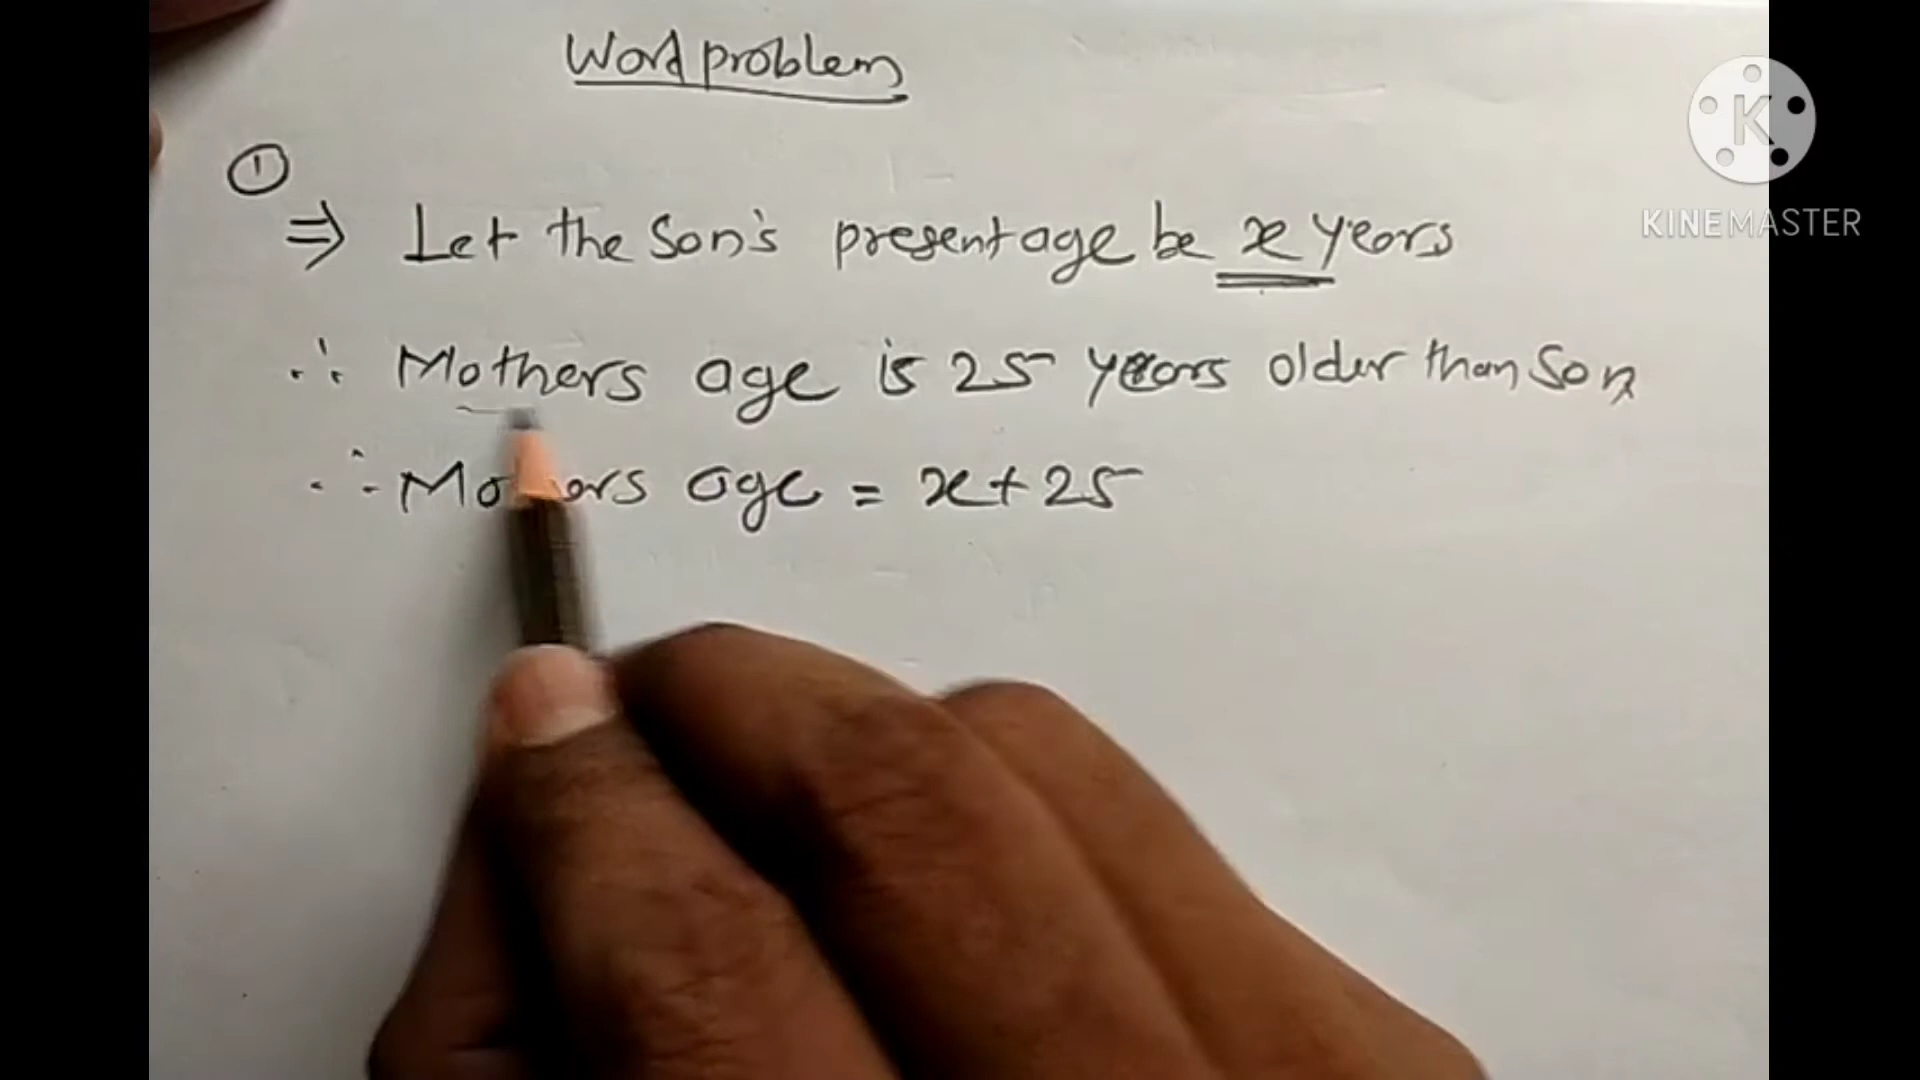 Word problem
①
⇒ Let the Son's present age be x years
∴ Mothers age is 25 years older than Son
∴ Mothers age = x + 25
K
KINEMASTER